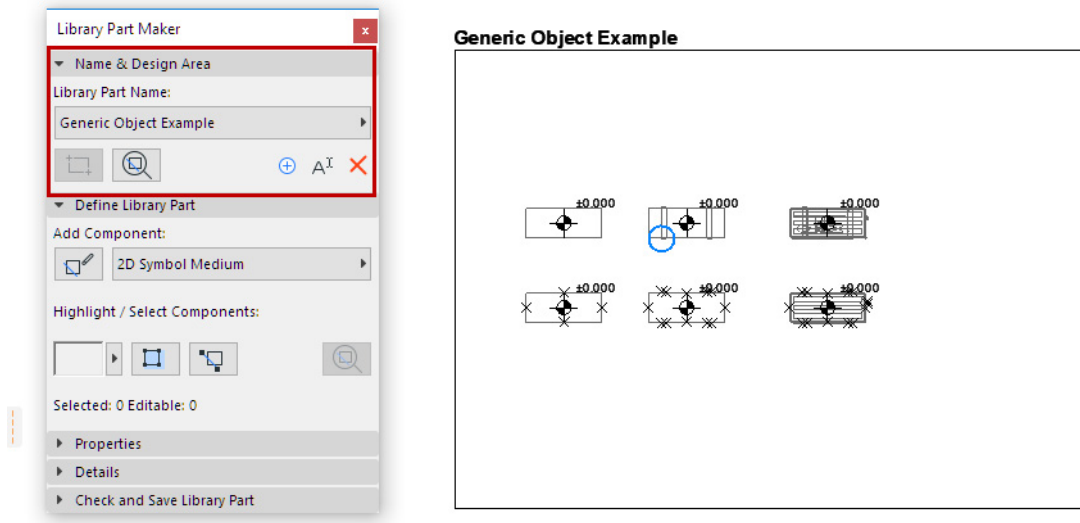 Library Part Maker
x
Name & Design Area
Library Part Name:
Generic Object Example
Define Library Part
Add Component:
2D Symbol Medium
Highlight / Select Components:
Selected: 0 Editable: 0
Properties
Details
Check and Save Library Part
Generic Object Example
±0.000 ±0.000 ±0.000
±0.000 ±0.000 ±0.000